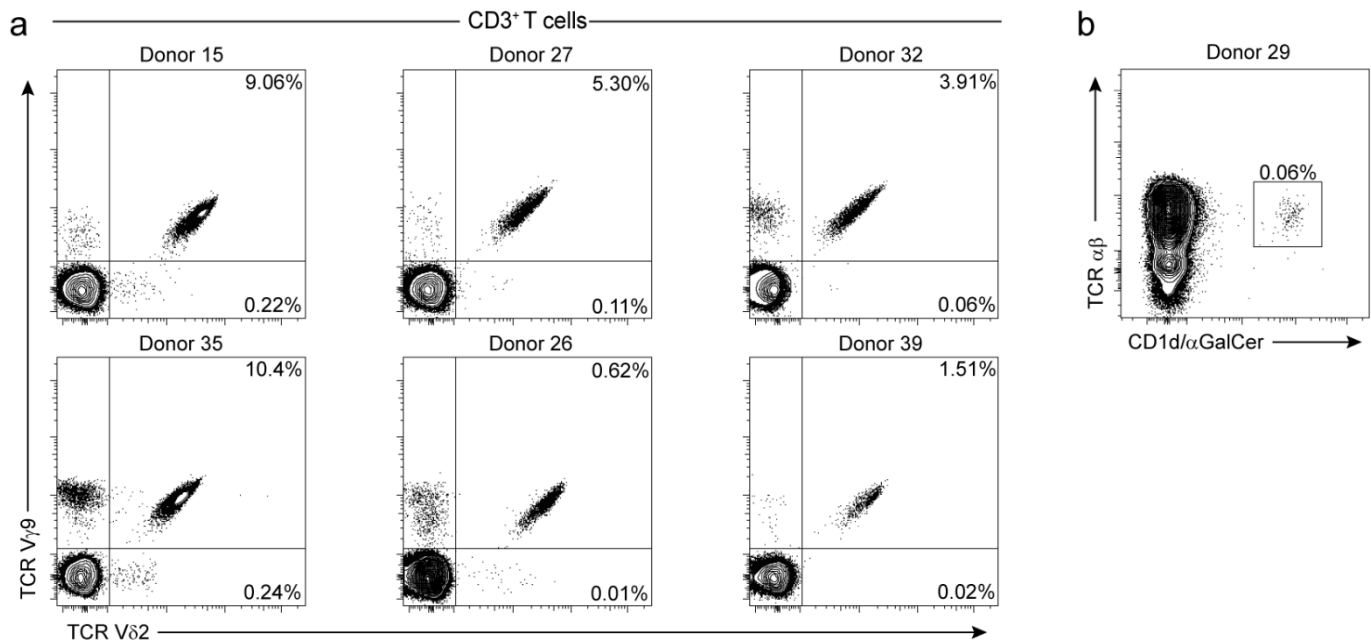 a
CD3⁺ T cells
Donor 15
9.06%
0.22%
Donor 27
5.30%
0.11%
Donor 32
3.91%
0.06%
Donor 35
10.4%
0.24%
Donor 26
0.62%
0.01%
Donor 39
1.51%
0.02%
TCR Vγ9
TCR Vδ2
b
Donor 29
0.06%
TCR αβ
CD1d/αGalCer